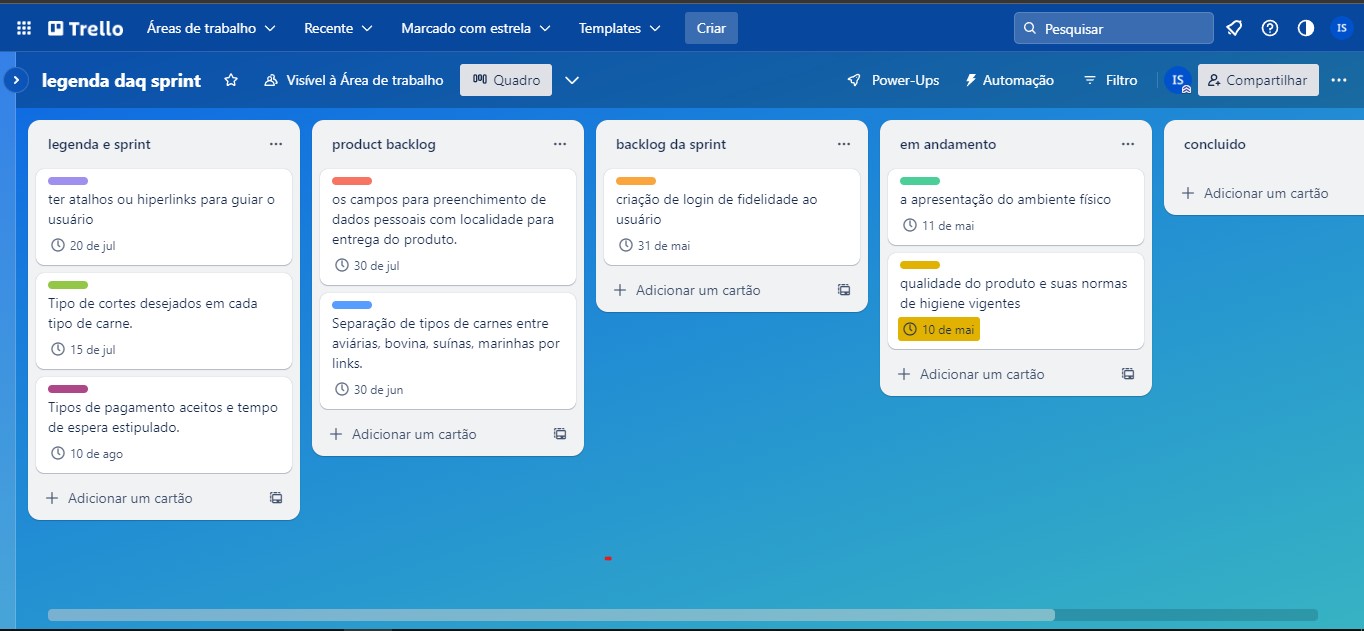 Trello
Áreas de trabalho
Recente
Marcado com estrela
Templates
Criar
Pesquisar
IS
legenda daq sprint
Visível à Área de trabalho
Quadro
Power-Ups
Automação
Filtro
IS
Compartilhar
legenda e sprint
ter atalhos ou hiperlinks para guiar o
usuário
20 de jul
Tipo de cortes desejados em cada
tipo de carne.
15 de jul
Tipos de pagamento aceitos e tempo
de espera estipulado.
10 de ago
Adicionar um cartão
product backlog
os campos para preenchimento de
dados pessoais com localidade para
entrega do produto.
30 de jul
Separação de tipos de carnes entre
aviárias, bovina, suínas, marinhas por
links.
30 de jun
Adicionar um cartão
backlog da sprint
criação de login de fidelidade ao
usuário
31 de mai
Adicionar um cartão
em andamento
a apresentação do ambiente físico
11 de mai
qualidade do produto e suas normas
de higiene vigentes
10 de mai
Adicionar um cartão
concluido
Adicionar um cartão